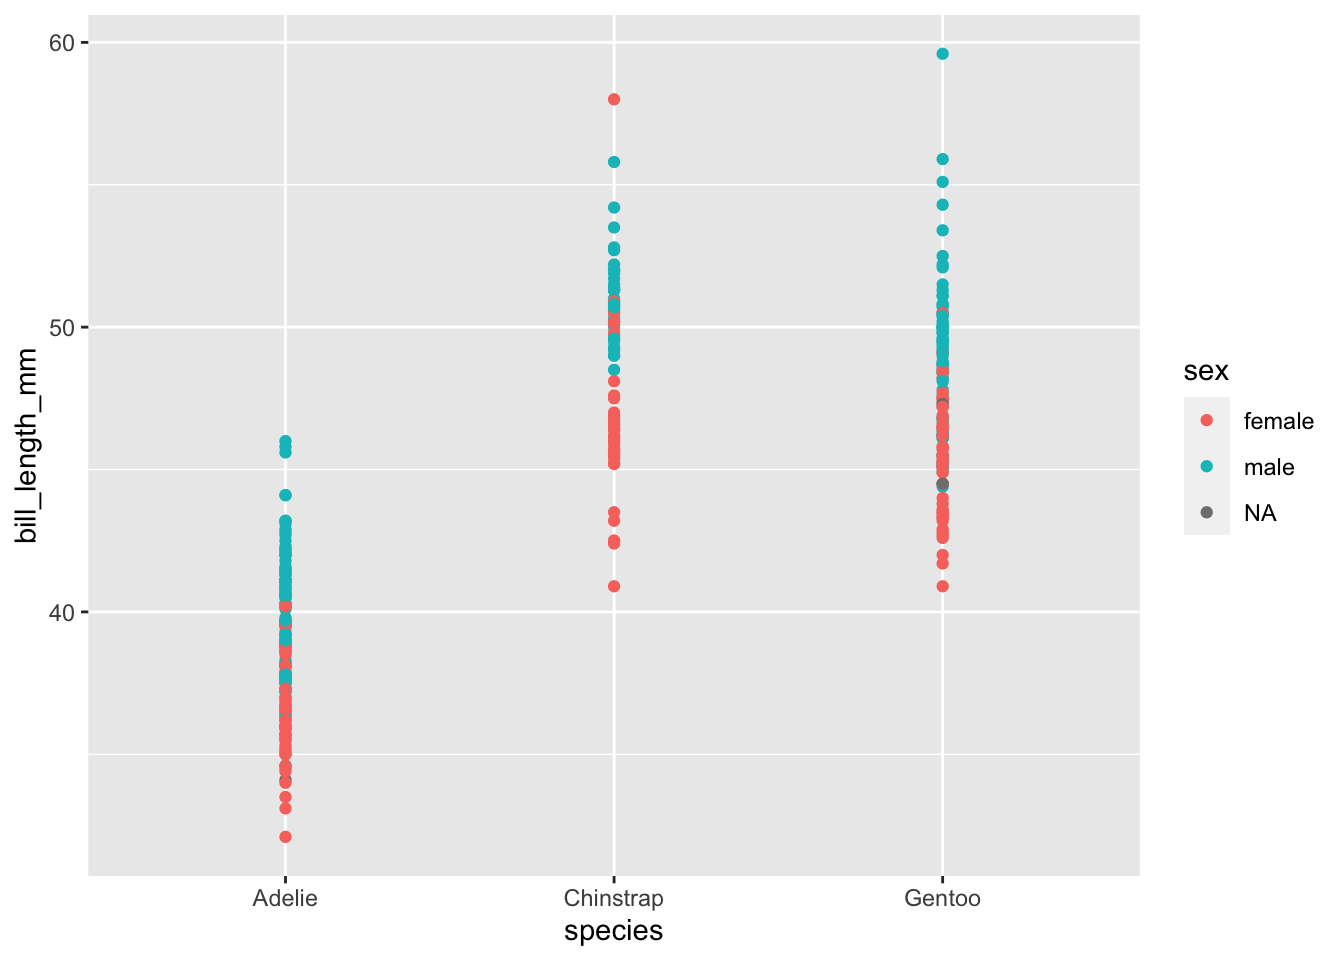 60
50
40
bill_length_mm
Adelie
Chinstrap
Gentoo
species
sex
female
male
NA